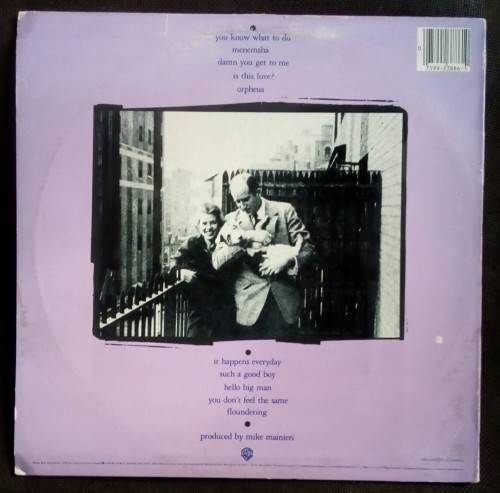 you know what to do
menemsha
damn you get to me
is this love?
orpheus
it happens everyday
such a good boy
hello big man
you don't feel the same
floundering
produced by mike mainieri